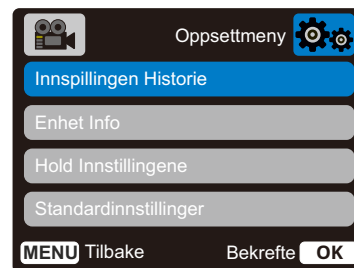 Oppsettmeny
Innspillingen Historie
Enhet Info
Hold Innstillingene
Standardinnstillinger
MENU Tilbake Bekrefte OK